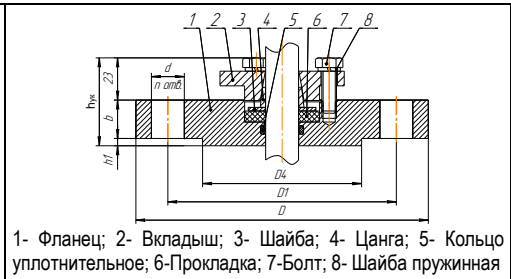 1 2 3 4 5 6 7 8
d
n отв.
23
hук
b
h1
D4
D1
D
1- Фланец; 2- Вкладыш; 3- Шайба; 4- Цанга; 5- Кольцо
уплотнительное; 6-Прокладка; 7-Болт; 8- Шайба пружинная